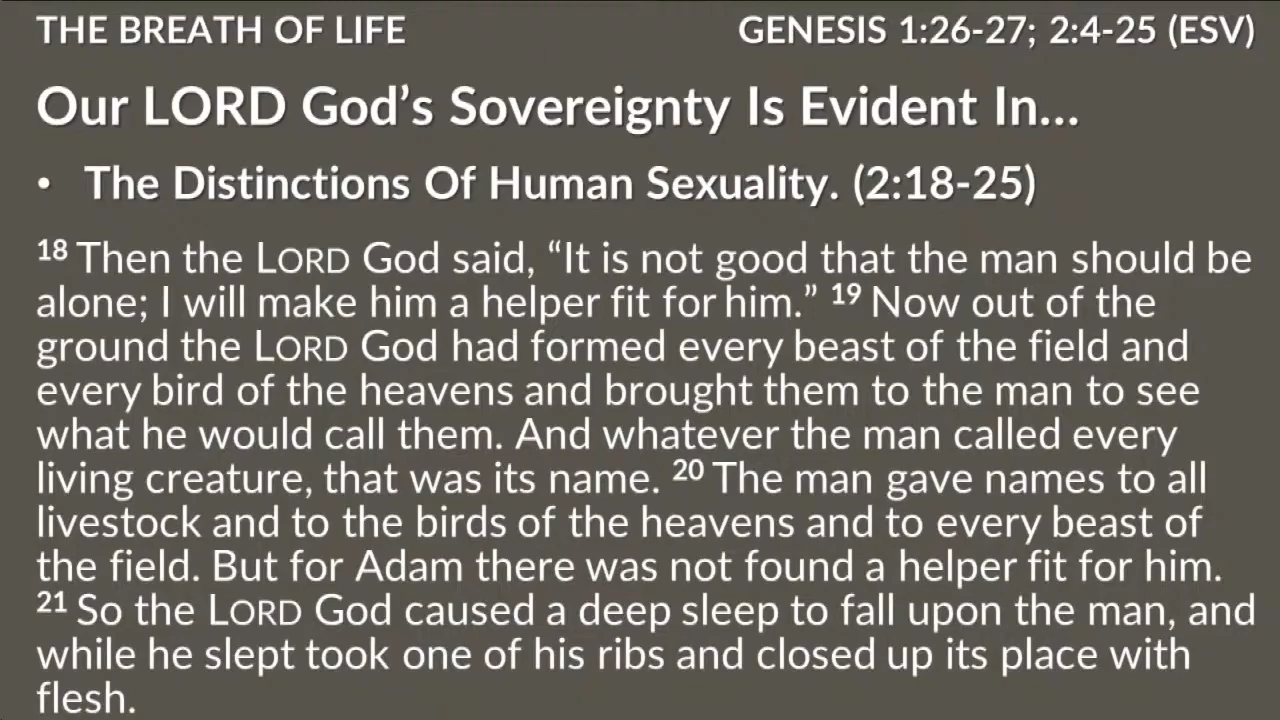 THE BREATH OF LIFE
GENESIS 1:26-27; 2:4-25 (ESV)
Our LORD God’s Sovereignty Is Evident In…
• The Distinctions Of Human Sexuality. (2:18-25)
18 Then the LORD God said, “It is not good that the man should be
alone; I will make him a helper fit for him.” 19 Now out of the
ground the LORD God had formed every beast of the field and
every bird of the heavens and brought them to the man to see
what he would call them. And whatever the man called every
living creature, that was its name. 20 The man gave names to all
livestock and to the birds of the heavens and to every beast of
the field. But for Adam there was not found a helper fit for him.
21 So the LORD God caused a deep sleep to fall upon the man, and
while he slept took one of his ribs and closed up its place with
flesh.